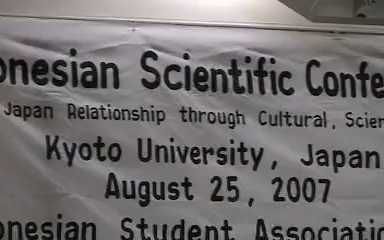 onesian Scientific Confe
Japan Relationship through Cultural, Scien
Kyoto University, Japan
August 25, 2007
onesian Student Associatio